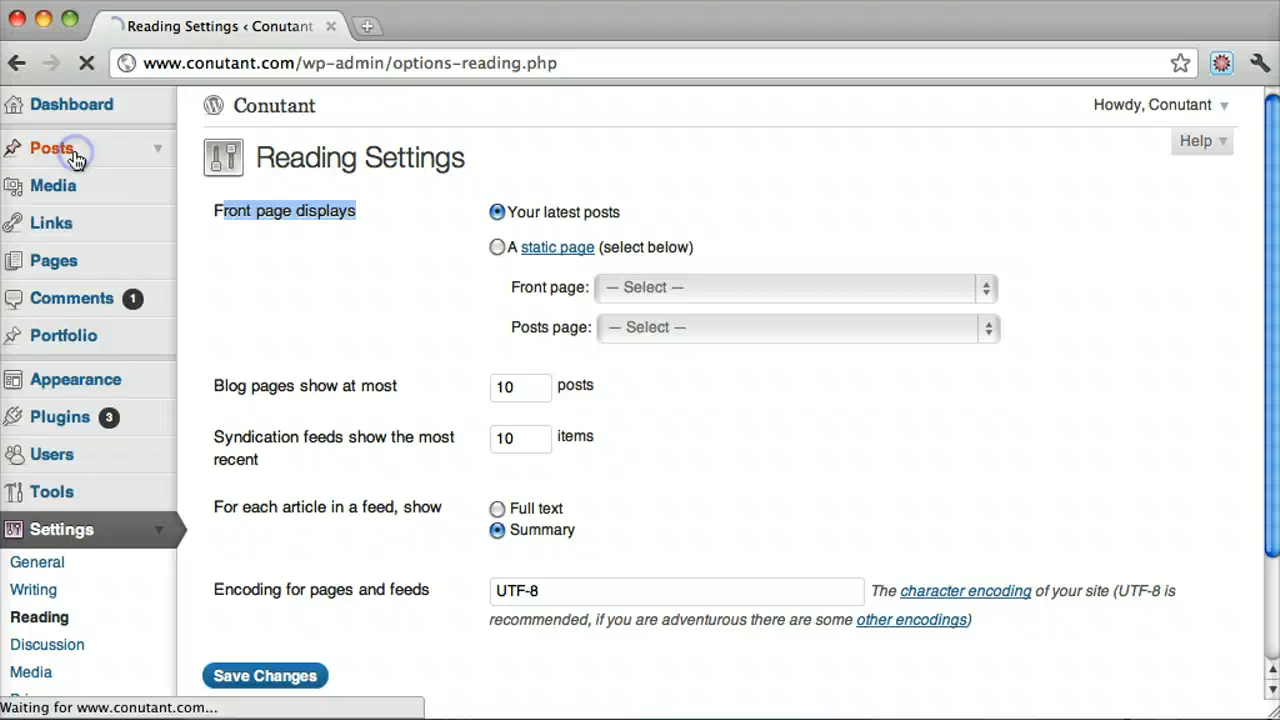 Reading Settings ‹ Conutant
www.conutant.com/wp-admin/options-reading.php
Dashboard
Posts
Media
Links
Pages
Comments 1
Portfolio
Appearance
Plugins 3
Users
Tools
Settings
General
Writing
Reading
Discussion
Media
Conutant
Howdy, Conutant
Help
Reading Settings
Front page displays
Your latest posts
A static page (select below)
Front page: — Select —
Posts page: — Select —
Blog pages show at most 10 posts
Syndication feeds show the most
recent
10 items
For each article in a feed, show
Full text
Summary
Encoding for pages and feeds
UTF-8
The character encoding of your site (UTF-8 is
recommended, if you are adventurous there are some other encodings)
Save Changes
Waiting for www.conutant.com...